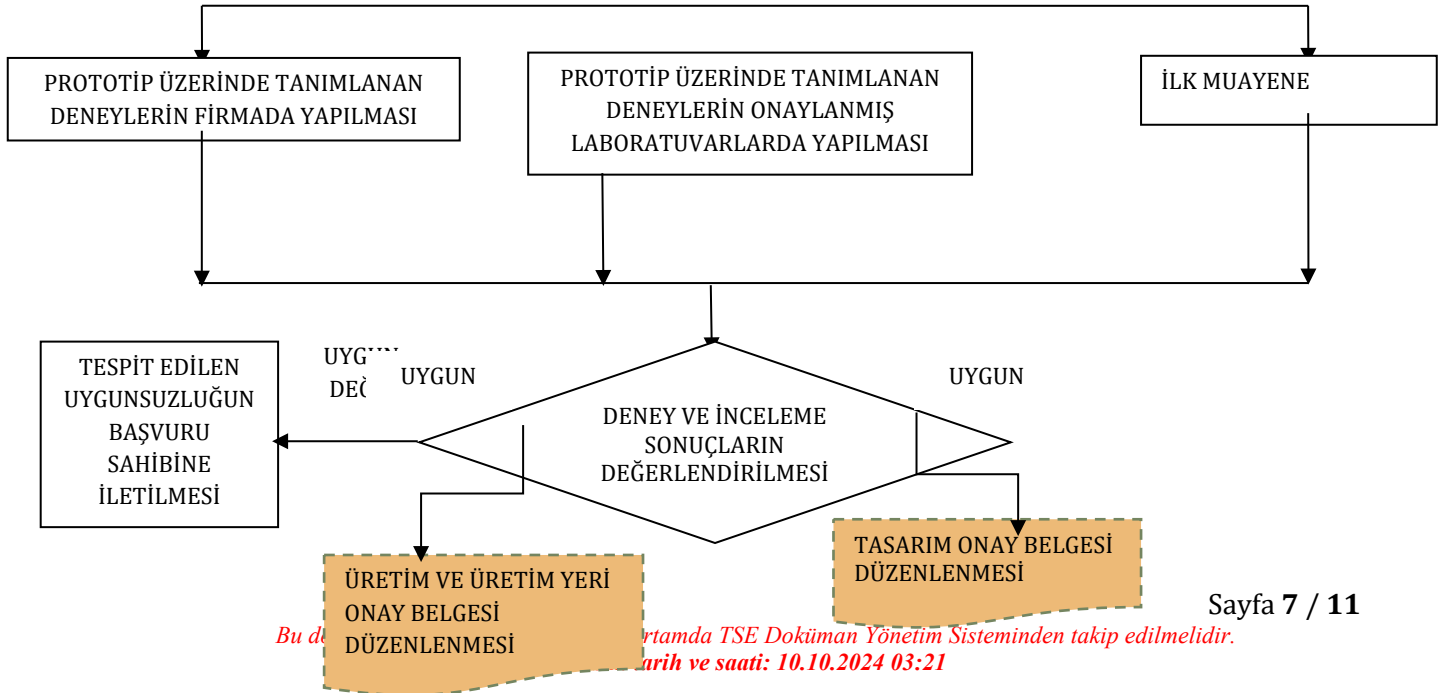 PROTOTİP ÜZERİNDE TANIMLANAN
DENEYLERİN FİRMADA YAPILMASI
PROTOTİP ÜZERİNDE TANIMLANAN
DENEYLERİN ONAYLANMIŞ
LABORATUVARLARDA YAPILMASI
İLK MUAYENE
TESPİT EDİLEN
UYGUNSUZLUĞUN
BAŞVURU
SAHİBİNE
İLETİLMESİ
UYGUN
UYGUN
DENEY VE İNCELEME
SONUÇLARIN
DEĞERLENDİRİLMESİ
ÜRETİM VE ÜRETİM YERİ
ONAY BELGESİ
DÜZENLENMESİ
TASARIM ONAY BELGESİ
DÜZENLENMESİ
Sayfa 7 / 11
Bu TSE Doküman Yönetim Sisteminden takip edilmelidir.
ve saati: 10.10.2024 03:21